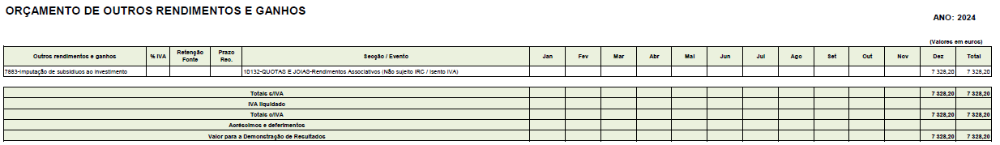 ORÇAMENTO DE OUTROS RENDIMENTOS E GANHOS
ANO: 2024
(Valores em euros)
Outros rendimentos e ganhos % IVA Retenção Fonte Prazo Rec. Secção / Evento Jan Fev Mar Abr Mai Jun Jul Ago Set Out Nov Dez Total
7883-Imputação de subsídios ao investimento 10132-QUOTAS E JOIAS-Rendimentos Associativos (Não sujeito IRC / Isento IVA) 7 328,20 7 328,20
Totais s/IVA 7 328,20 7 328,20
IVA liquidado
Totais c/IVA 7 328,20 7 328,20
Acréscimos e deferimentos
Valor para a Demonstração de Resultados 7 328,20 7 328,20